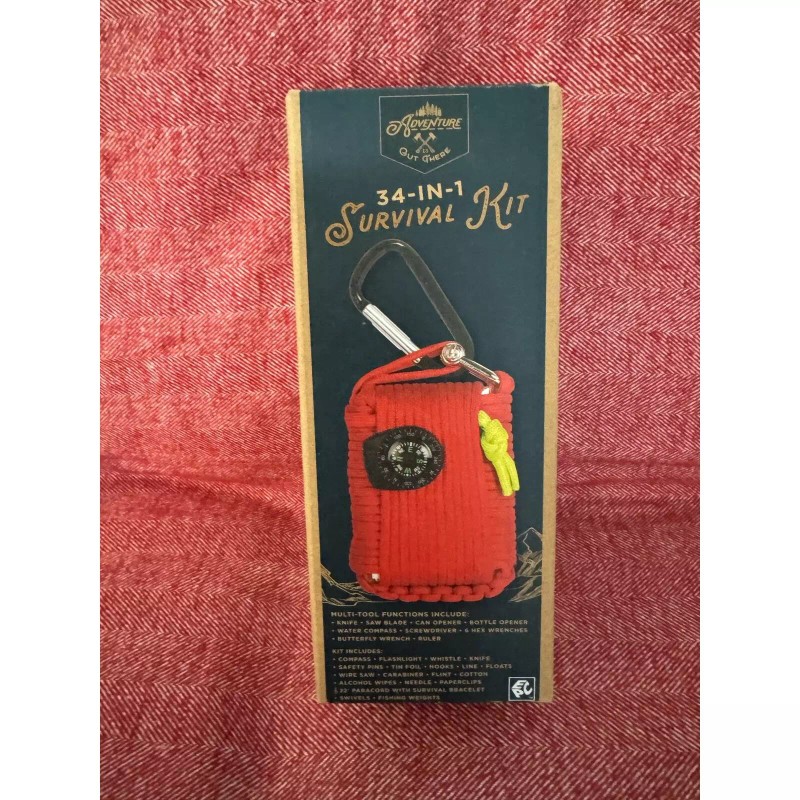 ADVENTURE
IS
OUT THERE
34-IN-1
SURVIVAL KIT
MULTI-TOOL FUNCTIONS INCLUDE:
• KNIFE • SAW BLADE • CAN OPENER • BOTTLE OPENER
• WATER COMPASS • SCREWDRIVER • 6 HEX WRENCHES
• BUTTERFLY WRENCH • RULER
KIT INCLUDES:
• COMPASS • FLASHLIGHT • WHISTLE • KNIFE
• SAFETY PINS • TIN FOIL • HOOKS • LINE • FLOATS
• WIRE SAW • CARABINER • FLINT • COTTON
• ALCOHOL WIPES • NEEDLE • PAPERCLIPS
PARACORD WITH SURVIVAL BRACELET
• SWIVELS • FISHING WEIGHTS